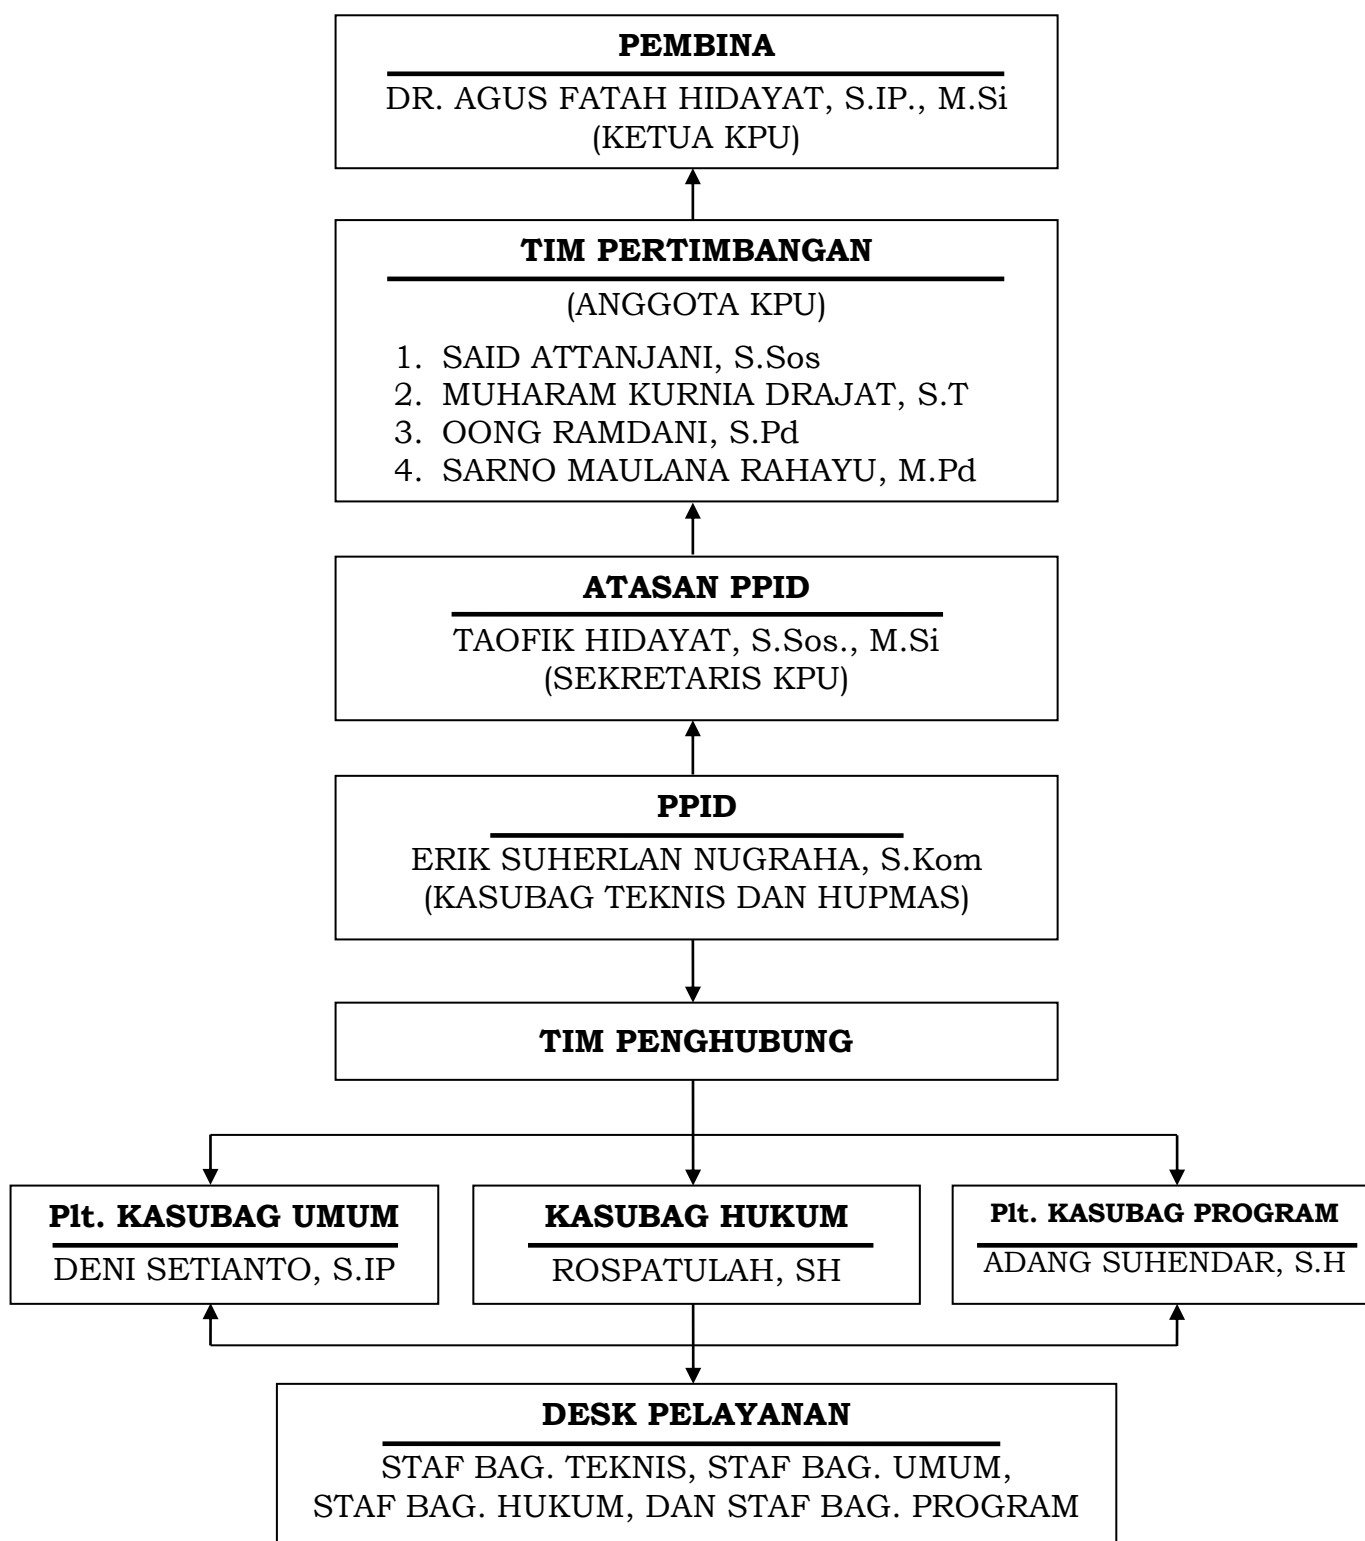 PEMBINA
DR. AGUS FATAH HIDAYAT, S.IP., M.Si
(KETUA KPU)
TIM PERTIMBANGAN
(ANGGOTA KPU)
1. SAID ATTANJANI, S.Sos
2. MUHARAM KURNIA DRAJAT, S.T
3. OONG RAMDANI, S.Pd
4. SARNO MAULANA RAHAYU, M.Pd
ATASAN PPID
TAOFIK HIDAYAT, S.Sos., M.Si
(SEKRETARIS KPU)
PPID
ERIK SUHERLAN NUGRAHA, S.Kom
(KASUBAG TEKNIS DAN HUPMAS)
TIM PENGHUBUNG
Plt. KASUBAG UMUM
DENI SETIANTO, S.IP
KASUBAG HUKUM
ROSPATULAH, SH
Plt. KASUBAG PROGRAM
ADANG SUHENDAR, S.H
DESK PELAYANAN
STAF BAG. TEKNIS, STAF BAG. UMUM,
STAF BAG. HUKUM, DAN STAF BAG. PROGRAM